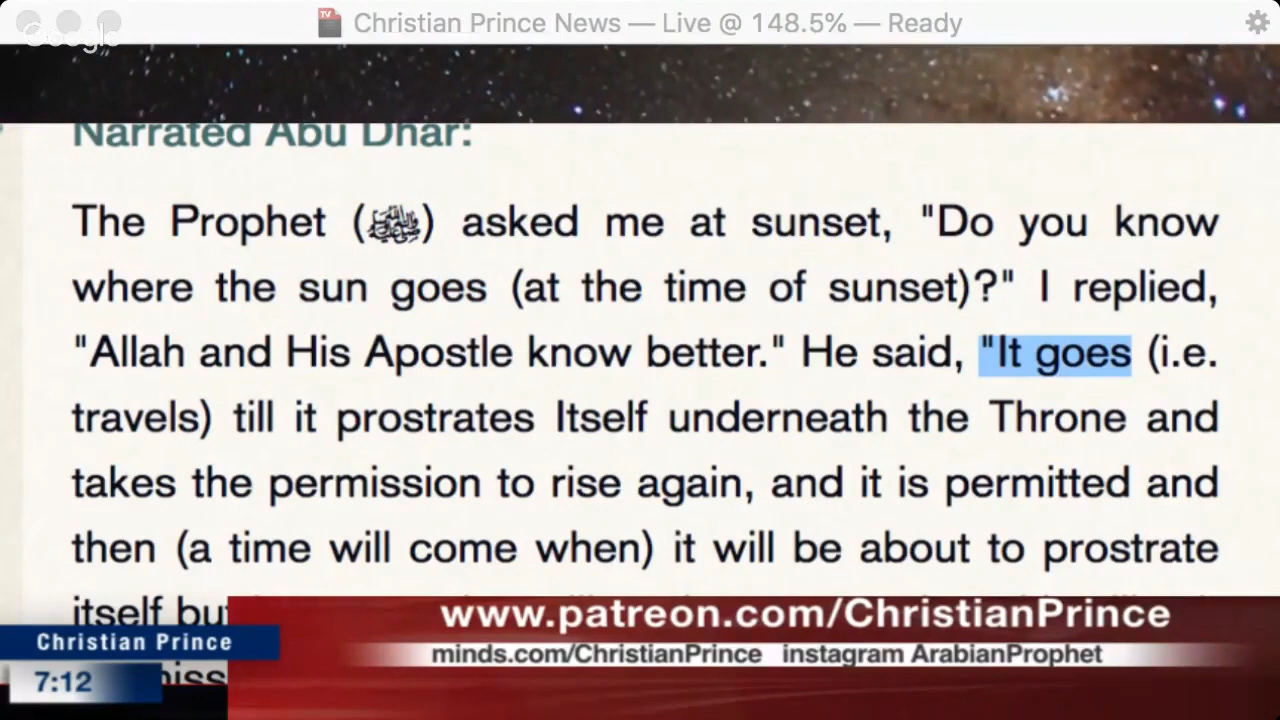 Christian Prince News — Live @ 148.5% — Ready
Google
Narrated Abu Dhar:
The Prophet (ﷺ) asked me at sunset, "Do you know
where the sun goes (at the time of sunset)?" I replied,
"Allah and His Apostle know better." He said, "It goes (i.e.
travels) till it prostrates Itself underneath the Throne and
takes the permission to rise again, and it is permitted and
then (a time will come when) it will be about to prostrate
itself but
www.patreon.com/ChristianPrince
Christian Prince
minds.com/ChristianPrince instagram ArabianProphet
7:12